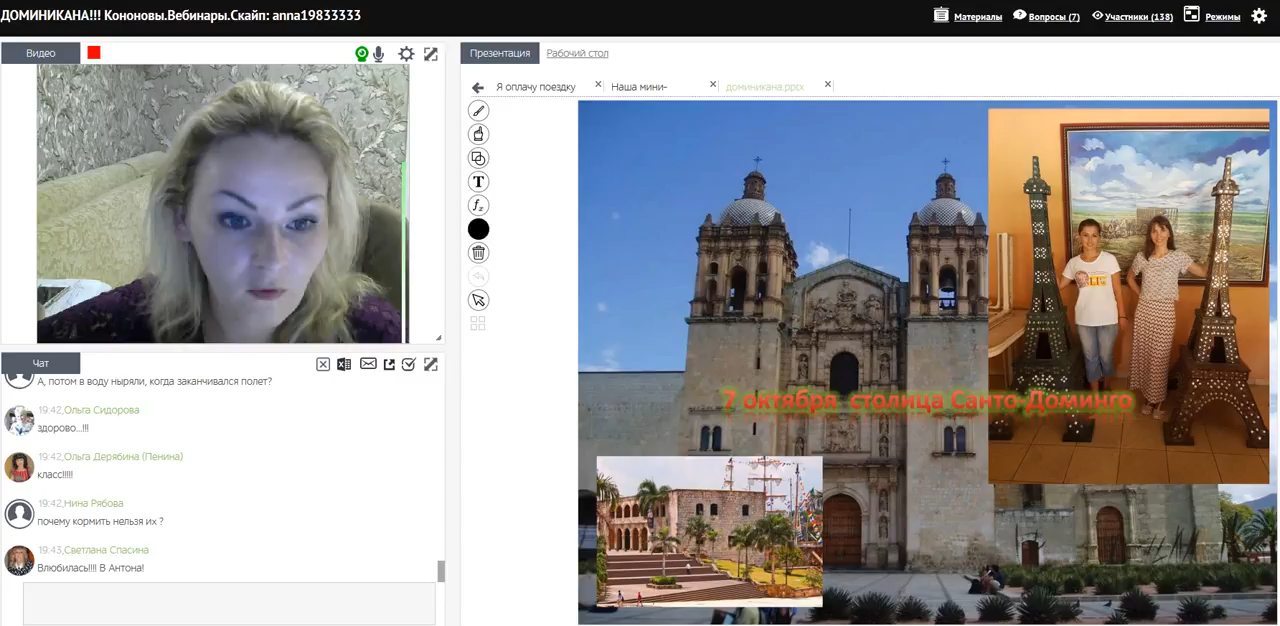 ДОМИНИКАНА!!! Кононовы.Вебинары.Скайп: anna19833333
Материалы
Вопросы (7)
Участники (138)
Режимы
Видео
Презентация
Рабочий стол
Я оплачу поездку
Наша мини-
доминикана.pptx
T
7 октября столица Санто-Доминго
Чат
А, потом в воду ныряли, когда заканчивался полет?
19:42,Ольга Сидорова
здорово...!!!
19:42,Ольга Дерябина (Пенина)
класс!!!!!
19:42,Нина Рябова
почему кормить нельзя их ?
19:43,Светлана Спасина
Влюбилась!!!! В Антона!